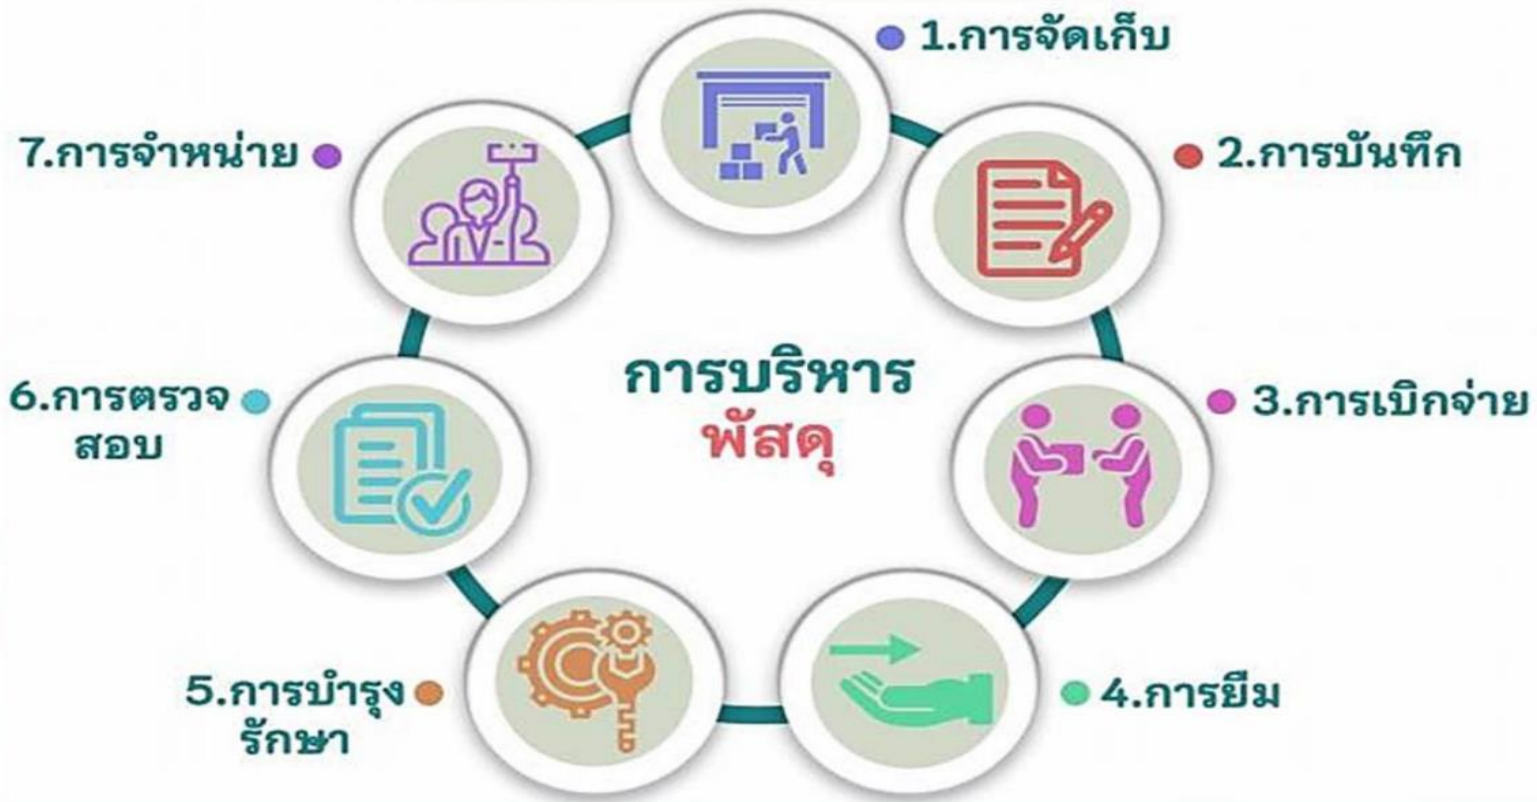 การบริหาร
พัสดุ
1.การจัดเก็บ
2.การบันทึก
3.การเบิกจ่าย
4.การยืม
5.การบำรุง
รักษา
6.การตรวจ
สอบ
7.การจำหน่าย